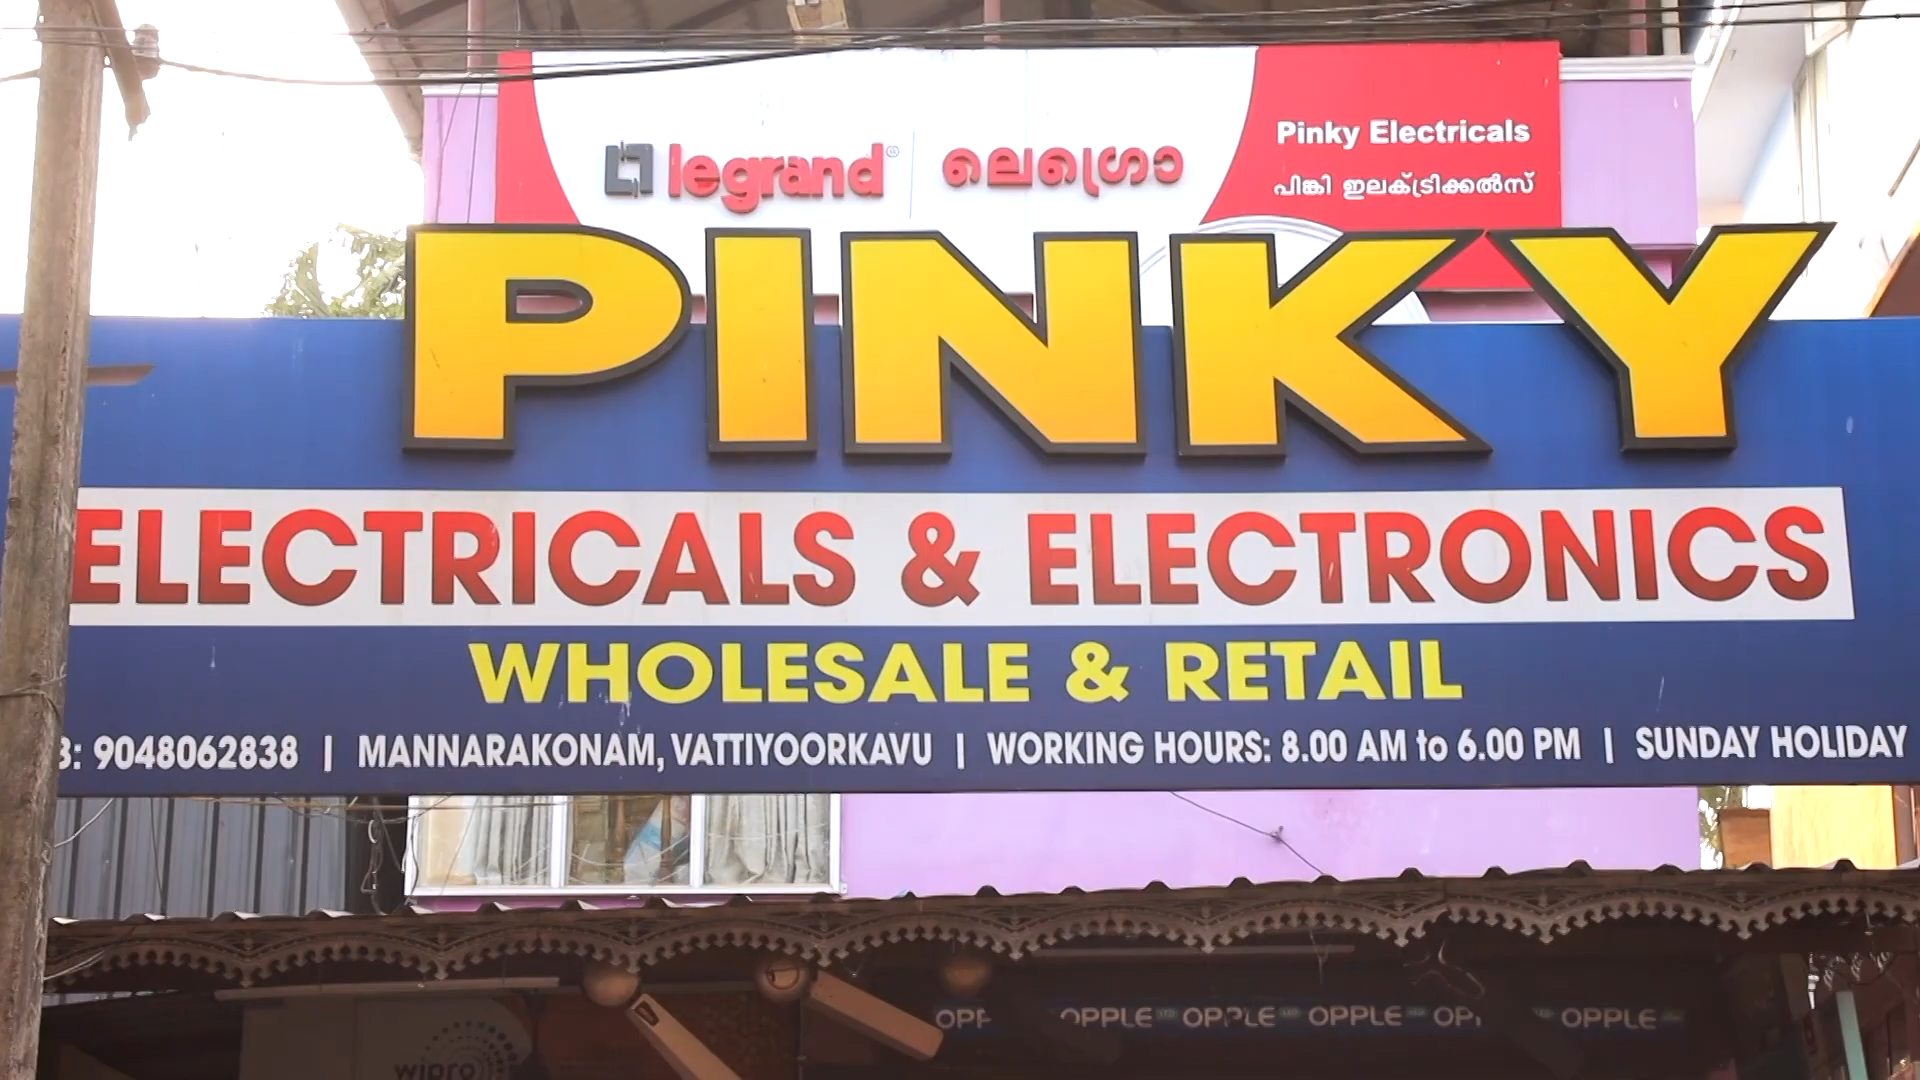 legrand® | ലെഗ്രൊ
Pinky Electricals
പിങ്കി ഇലക്ട്രിക്കൽസ്
PINKY
ELECTRICALS & ELECTRONICS
WHOLESALE & RETAIL
B: 9048062838 | MANNARAKONAM, VATTIYOORKAVU | WORKING HOURS: 8.00 AM to 6.00 PM | SUNDAY HOLIDAY
OPPLE OPPLE OPPLE OPPLE
wipro